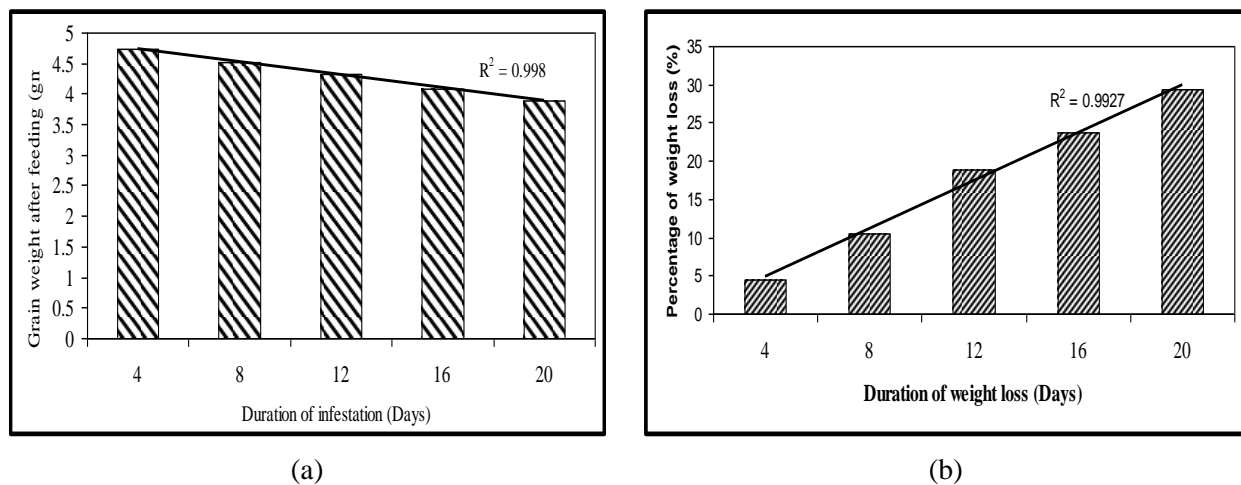 Grain weight after feeding (gm
5
4.5
4
3.5
3
2.5
2
1.5
1
0.5
0
R² = 0.998
4 8 12 16 20
Duration of infestation (Days)
(a)
Percentage of weight loss (%)
35
30
25
20
15
10
5
0
R² = 0.9927
4 8 12 16 20
Duration of weight loss (Days)
(b)